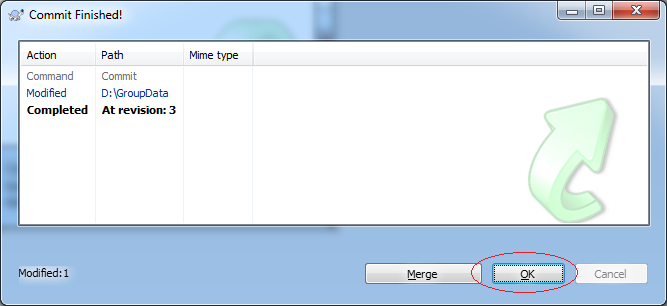 Commit Finished!
Action Path Mime type
Command Commit
Modified D:\GroupData
Completed At revision: 3
Modified:1 Merge OK Cancel